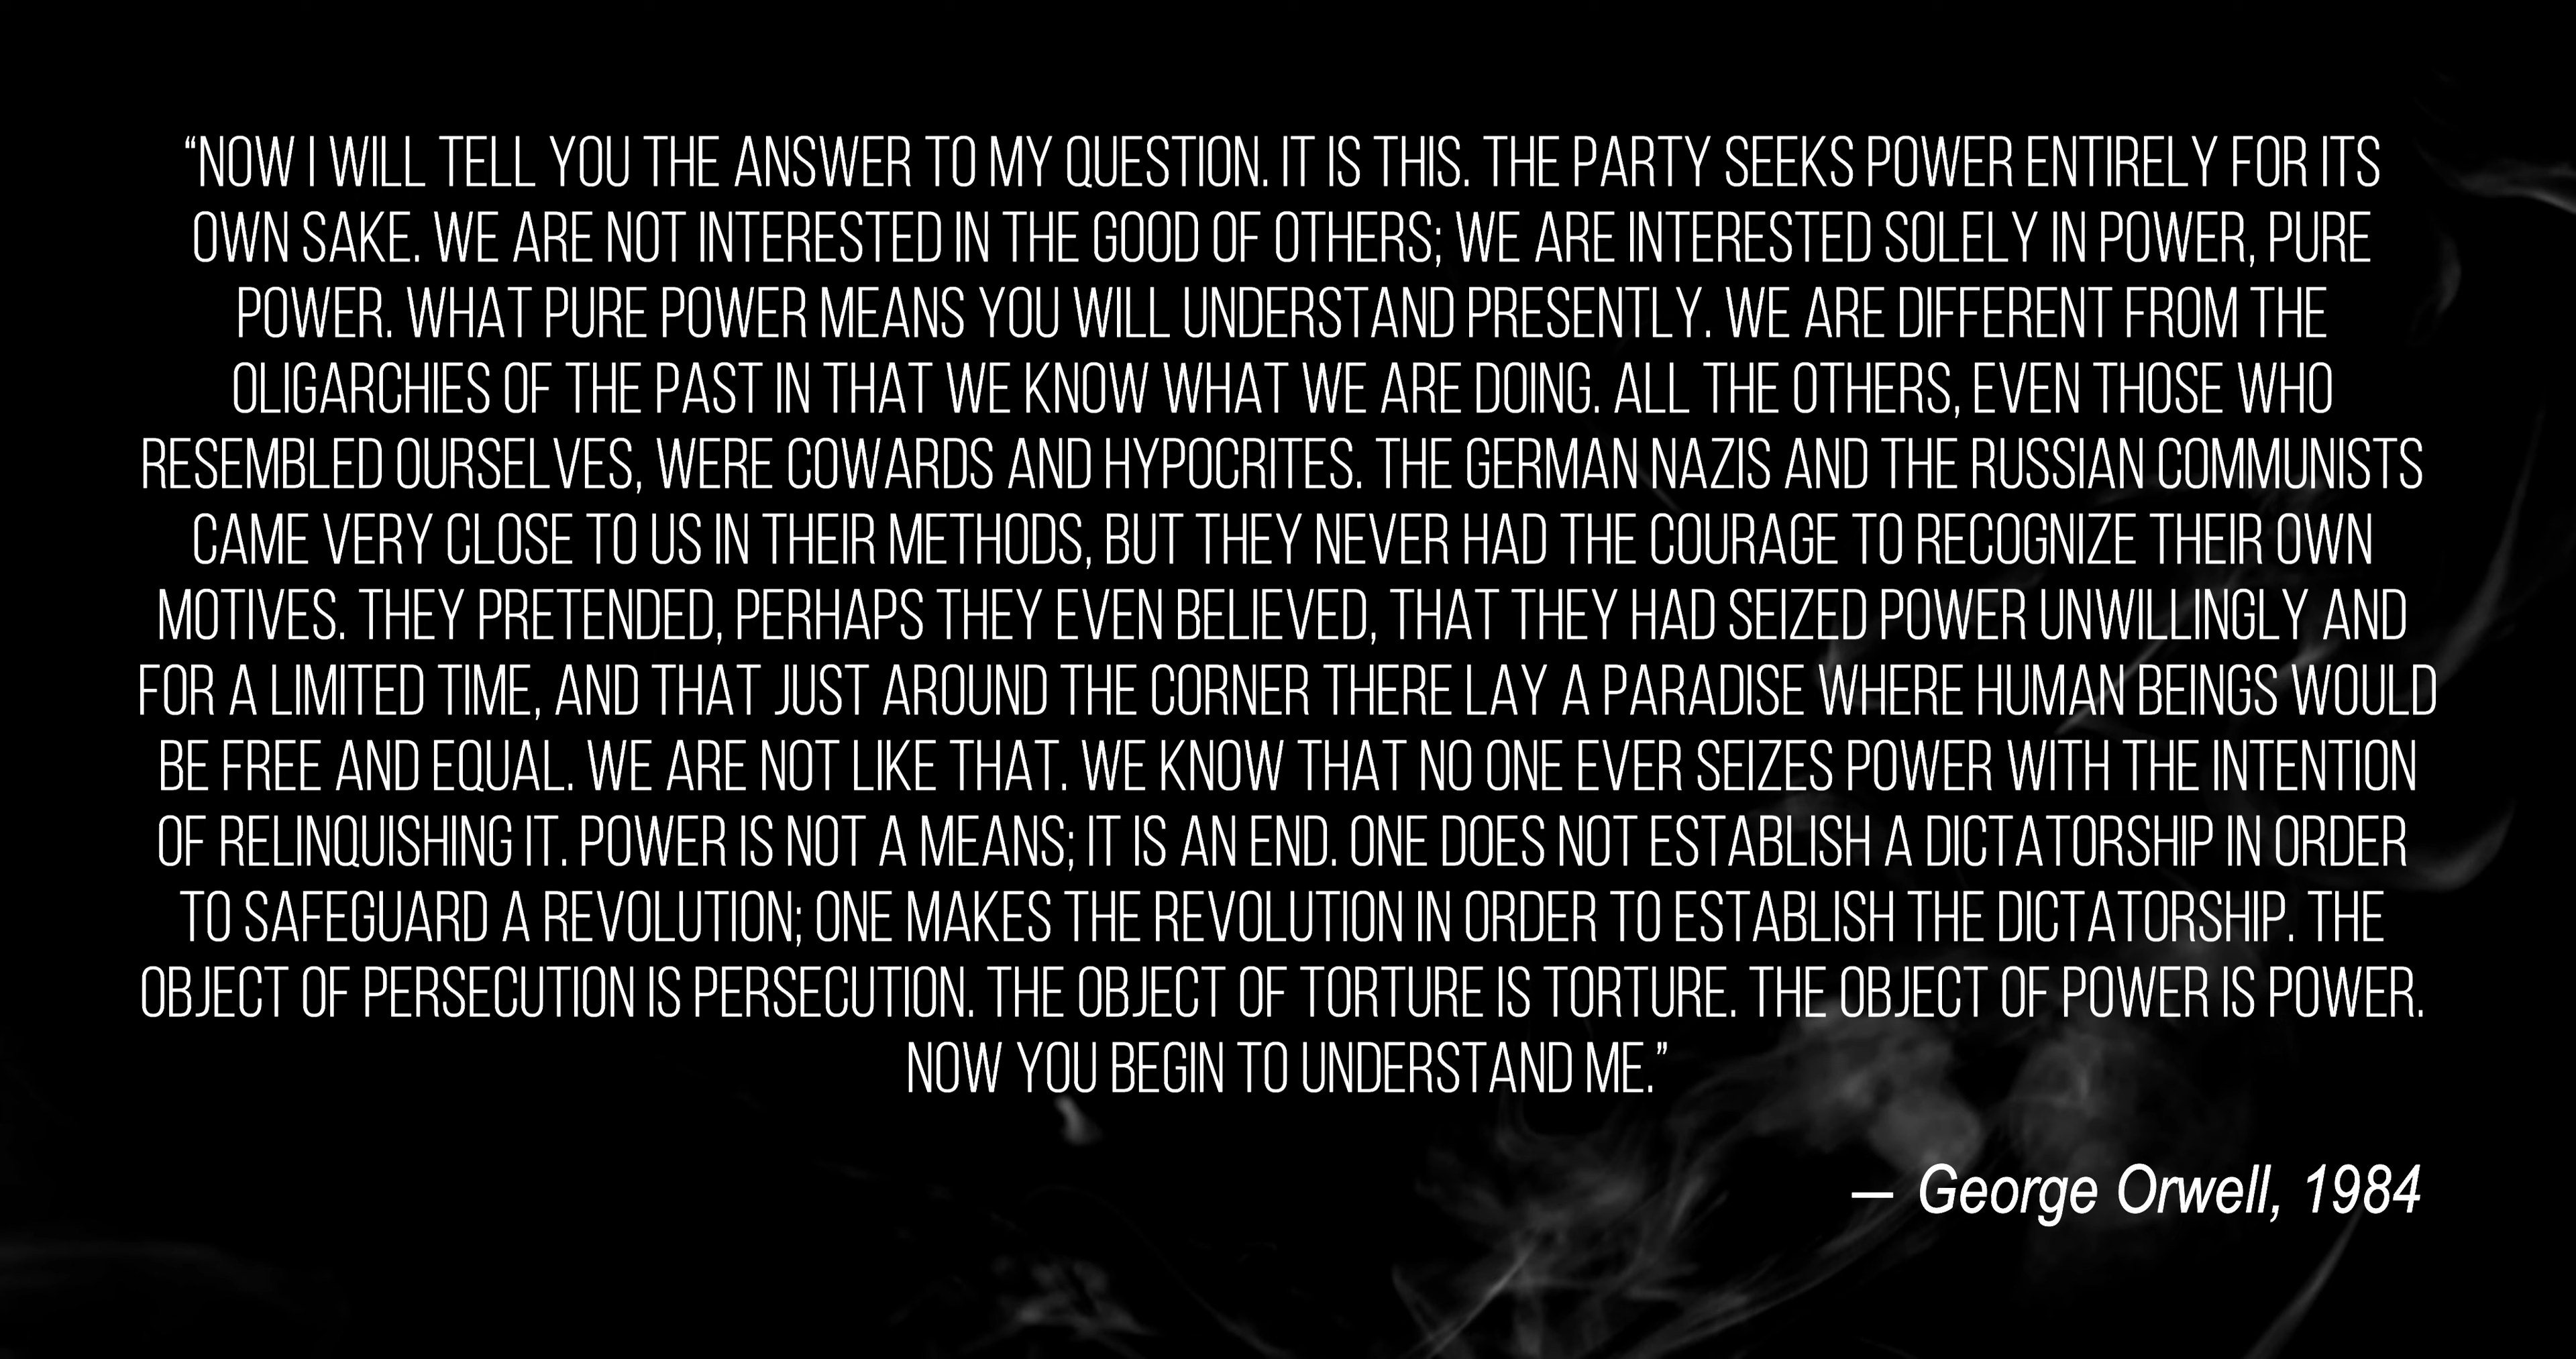 “NOW I WILL TELL YOU THE ANSWER TO MY QUESTION. IT IS THIS. THE PARTY SEEKS POWER ENTIRELY FOR ITS
OWN SAKE. WE ARE NOT INTERESTED IN THE GOOD OF OTHERS; WE ARE INTERESTED SOLELY IN POWER, PURE
POWER. WHAT PURE POWER MEANS YOU WILL UNDERSTAND PRESENTLY. WE ARE DIFFERENT FROM THE
OLIGARCHIES OF THE PAST IN THAT WE KNOW WHAT WE ARE DOING. ALL THE OTHERS, EVEN THOSE WHO
RESEMBLED OURSELVES, WERE COWARDS AND HYPOCRITES. THE GERMAN NAZIS AND THE RUSSIAN COMMUNISTS
CAME VERY CLOSE TO US IN THEIR METHODS, BUT THEY NEVER HAD THE COURAGE TO RECOGNIZE THEIR OWN
MOTIVES. THEY PRETENDED, PERHAPS THEY EVEN BELIEVED, THAT THEY HAD SEIZED POWER UNWILLINGLY AND
FOR A LIMITED TIME, AND THAT JUST AROUND THE CORNER THERE LAY A PARADISE WHERE HUMAN BEINGS WOULD
BE FREE AND EQUAL. WE ARE NOT LIKE THAT. WE KNOW THAT NO ONE EVER SEIZES POWER WITH THE INTENTION
OF RELINQUISHING IT. POWER IS NOT A MEANS; IT IS AN END. ONE DOES NOT ESTABLISH A DICTATORSHIP IN ORDER
TO SAFEGUARD A REVOLUTION; ONE MAKES THE REVOLUTION IN ORDER TO ESTABLISH THE DICTATORSHIP. THE
OBJECT OF PERSECUTION IS PERSECUTION. THE OBJECT OF TORTURE IS TORTURE. THE OBJECT OF POWER IS POWER.
NOW YOU BEGIN TO UNDERSTAND ME.”
— George Orwell, 1984